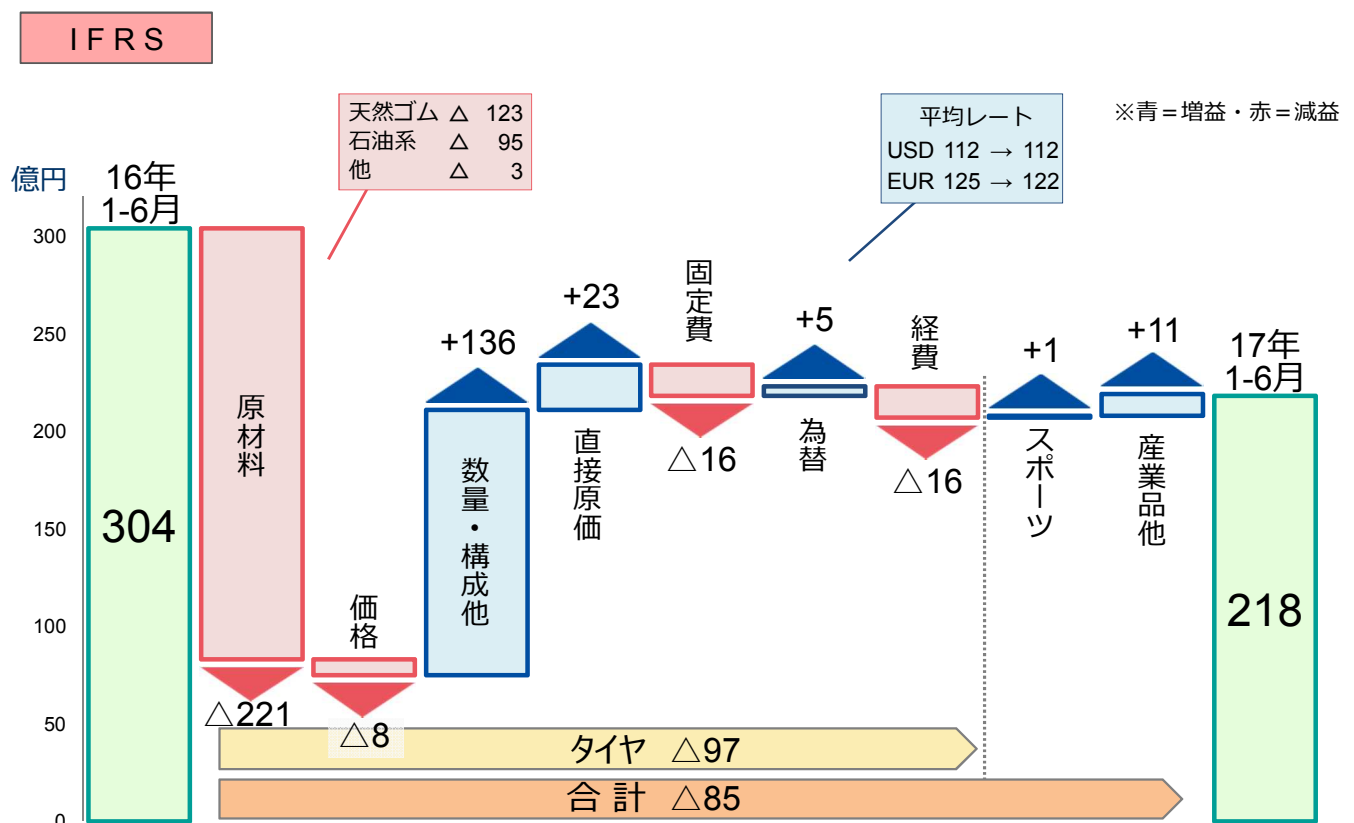 IFRS
天然ゴム △ 123
石油系 △ 95
他 △ 3
平均レート
USD 112 → 112
EUR 125 → 122
※青＝増益・赤＝減益
億円
300
250
200
150
100
50
0
16年
1-6月
304
原材料
△221
価格
△8
+136
数量・構成他
+23
直接原価
固定費
△16
+5
為替
経費
△16
+1
スポーツ
+11
産業品他
17年
1-6月
218
タイヤ △97
合計 △85